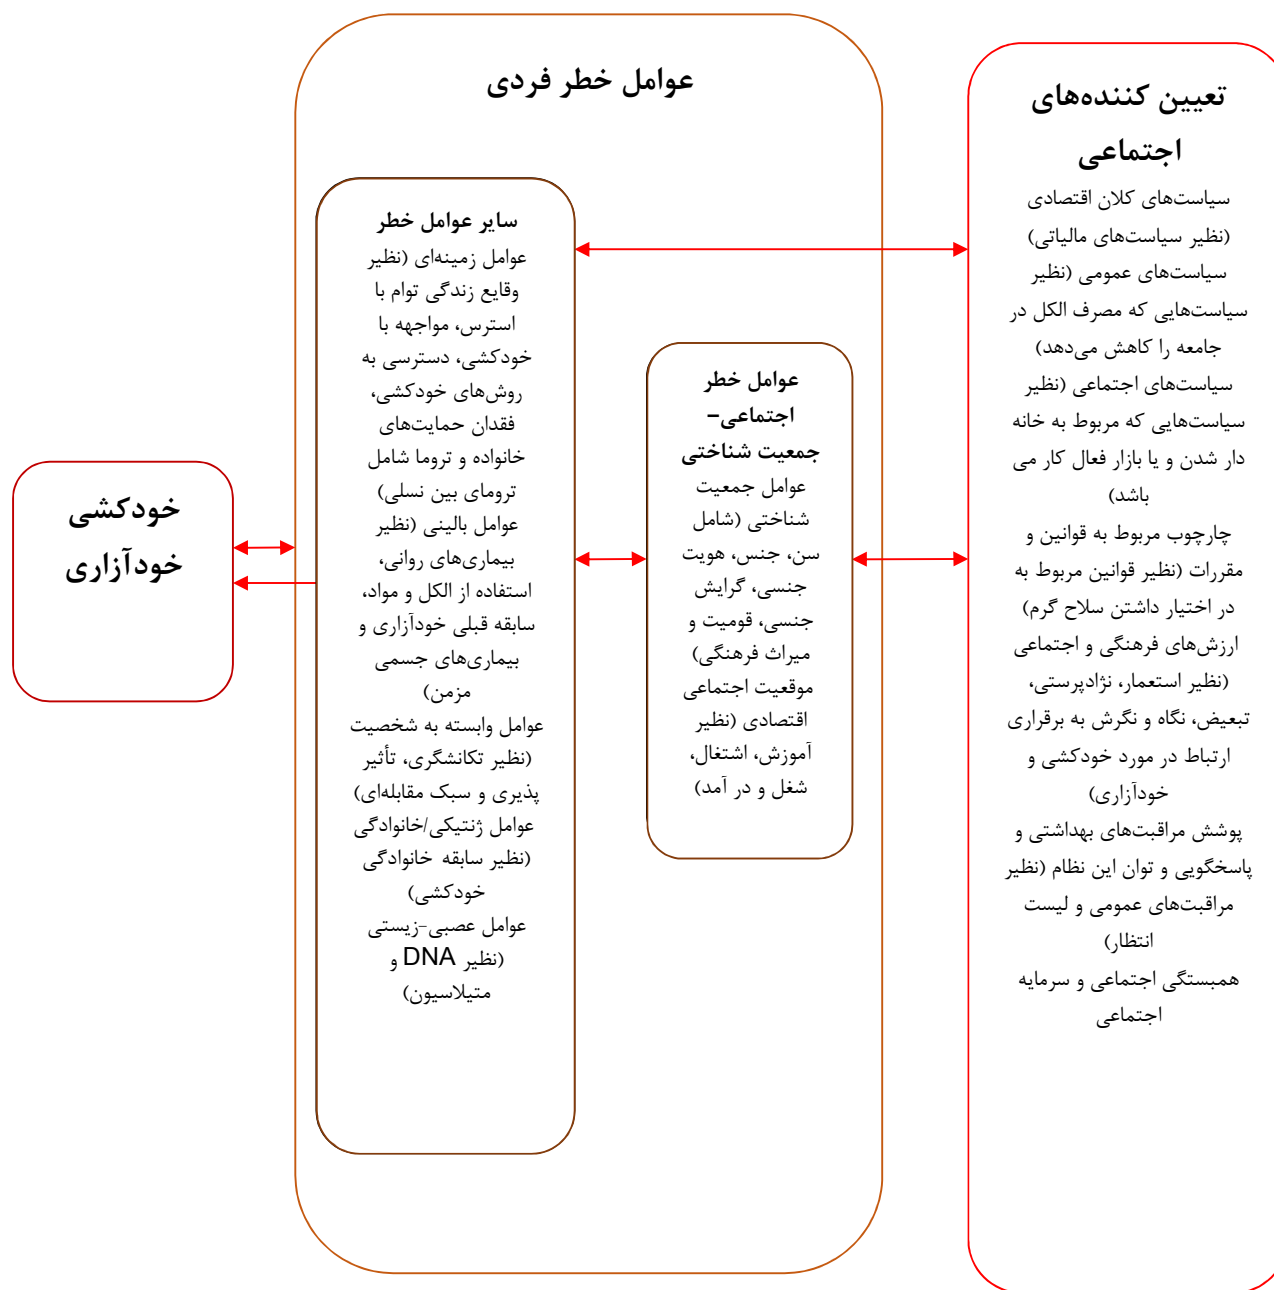 تعیین کننده‌های
اجتماعی
سیاست‌های کلان اقتصادی
(نظیر سیاست‌های مالیاتی)
سیاست‌های عمومی (نظیر
سیاست‌هایی که مصرف الکل در
جامعه را کاهش می‌دهد)
سیاست‌های اجتماعی (نظیر
سیاست‌هایی که مربوط به خانه
دار شدن و یا بازار فعال کار می
باشد)
چارچوب مربوط به قوانین و
مقررات (نظیر قوانین مربوط به
در اختیار داشتن سلاح گرم)
ارزش‌های فرهنگی و اجتماعی
(نظیر استعمار، نژادپرستی،
تبعیض، نگاه و نگرش به برقراری
ارتباط در مورد خودکشی و
خودآزاری)
پوشش مراقبت‌های بهداشتی و
پاسخگویی و توان این نظام (نظیر
مراقبت‌های عمومی و لیست
انتظار)
همبستگی اجتماعی و سرمایه
اجتماعی
عوامل خطر فردی
عوامل خطر
اجتماعی–
جمعیت شناختی
عوامل جمعیت
شناختی (شامل
سن، جنس، هویت
جنسی، گرایش
جنسی، قومیت و
میراث فرهنگی)
موقعیت اجتماعی
اقتصادی (نظیر
آموزش، اشتغال،
شغل و در آمد)
سایر عوامل خطر
عوامل زمینه‌ای (نظیر
وقایع زندگی توام با
استرس، مواجهه با
خودکشی، دسترسی به
روش‌های خودکشی،
فقدان حمایت‌های
خانواده و تروما شامل
ترومای بین نسلی)
عوامل بالینی (نظیر
بیماری‌های روانی،
استفاده از الکل و مواد،
سابقه قبلی خودآزاری و
بیماری‌های جسمی
مزمن)
عوامل وابسته به شخصیت
(نظیر تکانشگری، تأثیر
پذیری و سبک مقابله‌ای)
عوامل ژنتیکی/خانوادگی
(نظیر سابقه خانوادگی
خودکشی)
عوامل عصبی-زیستی
(نظیر DNA و
متیلاسیون)
خودکشی
خودآزاری